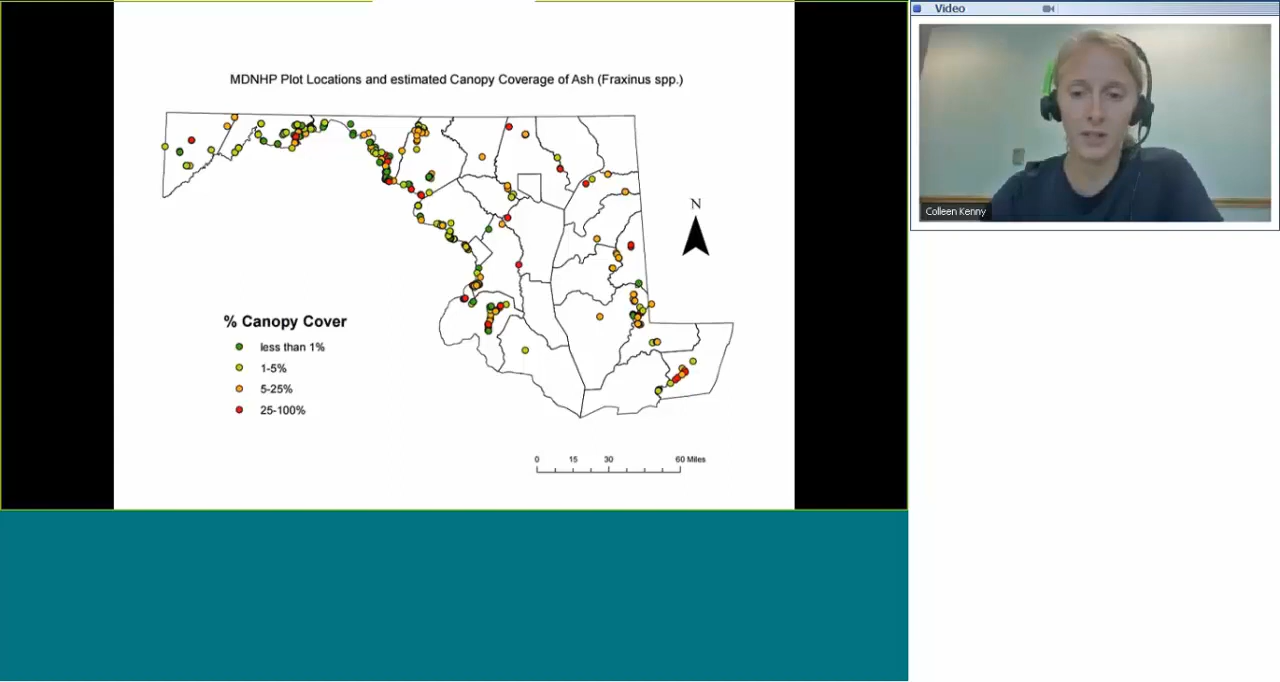 MDNHP Plot Locations and estimated Canopy Coverage of Ash (Fraxinus spp.)
N
% Canopy Cover
less than 1%
1-5%
5-25%
25-100%
0 15 30 60 Miles
Video
Colleen Kenny